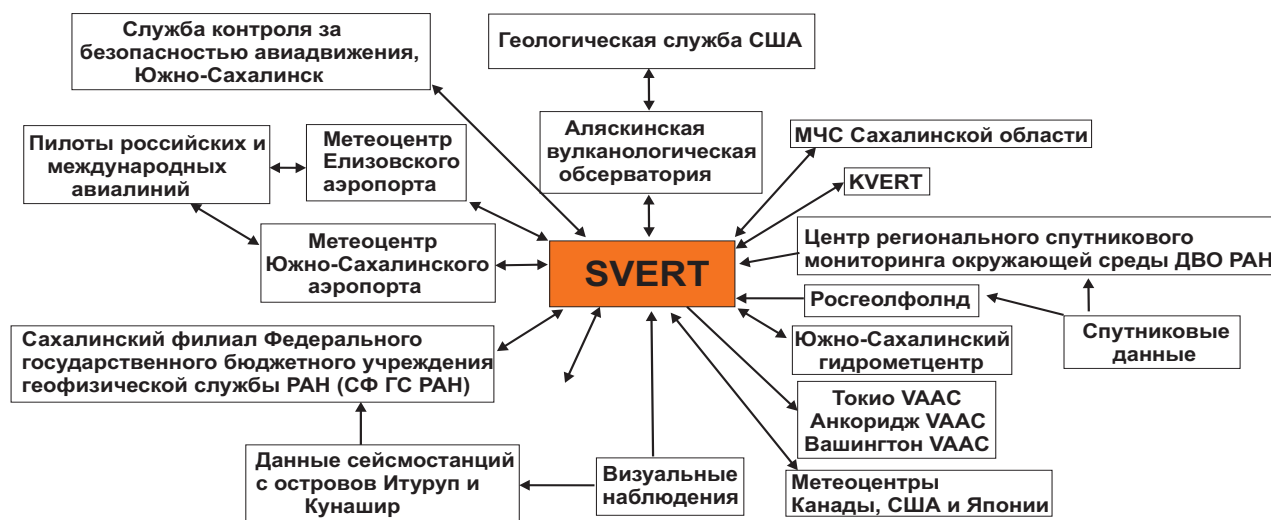 Служба контроля за
безопасностью авиадвижения,
Южно-Сахалинск
Геологическая служба США
Пилоты российских и
международных
авиалиний
Метеоцентр
Елизовского
аэропорта
Аляскинская
вулканологическая
обсерватория
МЧС Сахалинской области
KVERT
Метеоцентр
Южно-Сахалинского
аэропорта
SVERT
Центр регионального спутникового
мониторинга окружающей среды ДВО РАН
Росгеолфолнд
Спутниковые
данные
Южно-Сахалинский
гидрометцентр
Сахалинский филиал Федерального
государственного бюджетного учреждения
геофизической службы РАН (СФ ГС РАН)
Токио VAAC
Анкоридж VAAC
Вашингтон VAAC
Данные сейсмостанций
с островов Итуруп и
Кунашир
Визуальные
наблюдения
Метеоцентры
Канады, США и Японии